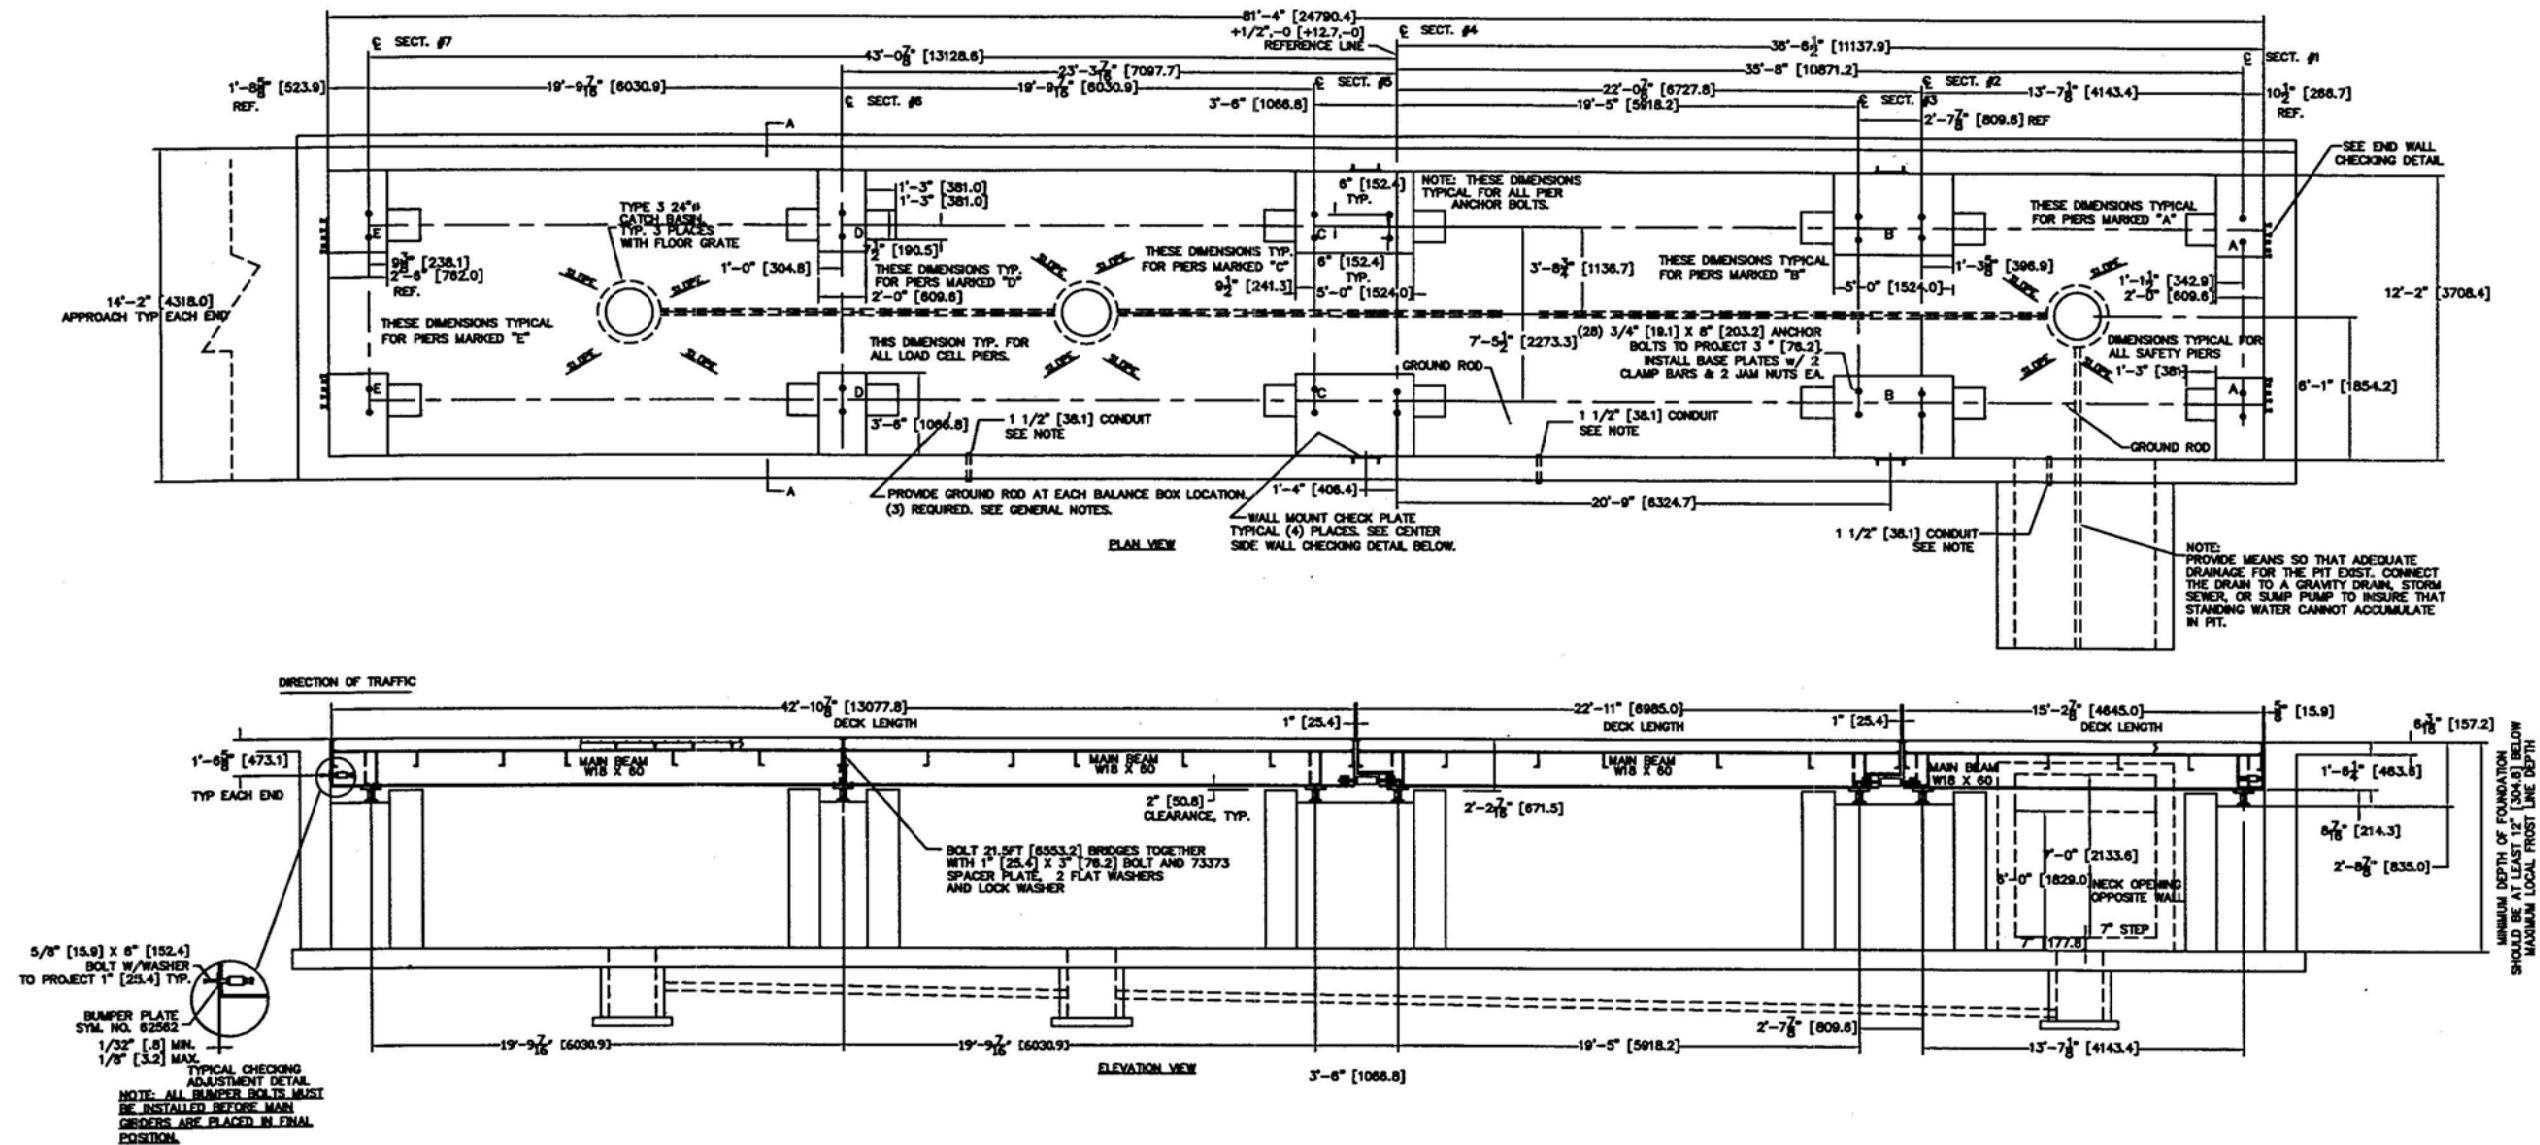 81'-4" [24790.4]
+1/2",-0 [+12.7,-0]
REFERENCE LINE
℄ SECT. #7
℄ SECT. #4
43'-0⅞" [13128.6]
36'-6½" [11137.9]
℄ SECT. #1
23'-3 7/16" [7097.7]
35'-8" [10871.2]
1'-8⅝" [523.9]
REF.
19'-9 7/16" [6030.9]
19'-9 7/16" [6030.9]
℄ SECT. #5
22'-0⅞" [6727.8]
℄ SECT. #2
13'-7⅛" [4143.4]
10½" [266.7]
REF.
℄ SECT. #6
3'-6" [1066.8]
19'-5" [5918.2]
℄ SECT. #3
2'-7⅞" [809.6] REF
A
SEE END WALL
CHECKING DETAIL
1'-3" [381.0]
1'-3" [381.0]
6" [152.4]
TYP.
NOTE: THESE DIMENSIONS
TYPICAL FOR ALL PIER
ANCHOR BOLTS.
TYPE 3 24"ø
CATCH BASIN,
TYP. 3 PLACES
WITH FLOOR GRATE
THESE DIMENSIONS TYPICAL
FOR PIERS MARKED "A"
E
D
C
B
A
7½" [190.5]
9⅜" [238.1]
2'-6" [762.0]
REF.
1'-0" [304.8]
THESE DIMENSIONS TYP.
FOR PIERS MARKED "D"
2'-0" [609.6]
THESE DIMENSIONS TYP.
FOR PIERS MARKED "C"
9½" [241.3]
6" [152.4]
TYP.
5'-0" [1524.0]
3'-8¾" [1136.7]
THESE DIMENSIONS TYPICAL
FOR PIERS MARKED "B"
5'-0" [1524.0]
1'-3⅝" [396.9]
1'-1½" [342.9]
2'-0" [609.6]
12'-2" [3708.4]
SLOPE
SLOPE
SLOPE
SLOPE
SLOPE
SLOPE
14'-2" [4318.0]
APPROACH TYP EACH END
THESE DIMENSIONS TYPICAL
FOR PIERS MARKED "E"
THIS DIMENSION TYP. FOR
ALL LOAD CELL PIERS.
7'-5½" [2273.3]
(28) 3/4" [19.1] X 8" [203.2] ANCHOR
BOLTS TO PROJECT 3 " [76.2].
INSTALL BASE PLATES w/ 2
CLAMP BARS & 2 JAM NUTS EA.
DIMENSIONS TYPICAL FOR
ALL SAFETY PIERS
1'-3" [381]
6'-1" [1854.2]
SLOPE
SLOPE
SLOPE
SLOPE
SLOPE
SLOPE
GROUND ROD
E
D
C
B
A
3'-6" [1066.8]
1 1/2" [38.1] CONDUIT
SEE NOTE
1 1/2" [38.1] CONDUIT
SEE NOTE
GROUND ROD
A
PROVIDE GROUND ROD AT EACH BALANCE BOX LOCATION.
(3) REQUIRED. SEE GENERAL NOTES.
1'-4" [406.4]
20'-9" [6324.7]
WALL MOUNT CHECK PLATE
TYPICAL (4) PLACES. SEE CENTER
SIDE WALL CHECKING DETAIL BELOW.
PLAN VIEW
1 1/2" [38.1] CONDUIT
SEE NOTE
NOTE:
PROVIDE MEANS SO THAT ADEQUATE
DRAINAGE FOR THE PIT EXIST. CONNECT
THE DRAIN TO A GRAVITY DRAIN, STORM
SEWER, OR SUMP PUMP TO INSURE THAT
STANDING WATER CANNOT ACCUMULATE
IN PIT.
DIRECTION OF TRAFFIC
42'-10⅞" [13077.8]
DECK LENGTH
1" [25.4]
22'-11" [6985.0]
DECK LENGTH
1" [25.4]
15'-2⅞" [4645.0]
DECK LENGTH
⅝" [15.9]
6 3/16" [157.2]
1'-6⅝" [473.1]
TYP EACH END
MAIN BEAM
W18 X 60
MAIN BEAM
W18 X 60
MAIN BEAM
W18 X 60
MAIN BEAM
W18 X 60
1'-6¼" [463.6]
2" [50.8]
CLEARANCE, TYP.
2'-2 7/16" [671.5]
8 7/16" [214.3]
2'-8⅞" [835.0]
BOLT 21.5FT [6553.2] BRIDGES TOGETHER
WITH 1" [25.4] X 3" [76.2] BOLT AND 73373
SPACER PLATE, 2 FLAT WASHERS
AND LOCK WASHER
7'-0" [2133.6]
6'-0" [1829.0]
NECK OPENING
OPPOSITE WALL
7" STEP
7" 177.8
MINIMUM DEPTH OF FOUNDATION
SHOULD BE AT LEAST 12" [304.8] BELOW
MAXIMUM LOCAL FROST LINE DEPTH
5/8" [15.9] X 6" [152.4]
BOLT W/WASHER
TO PROJECT 1" [25.4] TYP.
BUMPER PLATE
SYM. NO. 62562
1/32" [.8] MIN.
1/8" [3.2] MAX.
TYPICAL CHECKING
ADJUSTMENT DETAIL
NOTE: ALL BUMPER BOLTS MUST
BE INSTALLED BEFORE MAIN
GIRDERS ARE PLACED IN FINAL
POSITION.
19'-9 7/16" [6030.9]
19'-9 7/16" [6030.9]
3'-6" [1066.8]
19'-5" [5918.2]
2'-7⅞" [809.6]
13'-7⅛" [4143.4]
ELEVATION VIEW